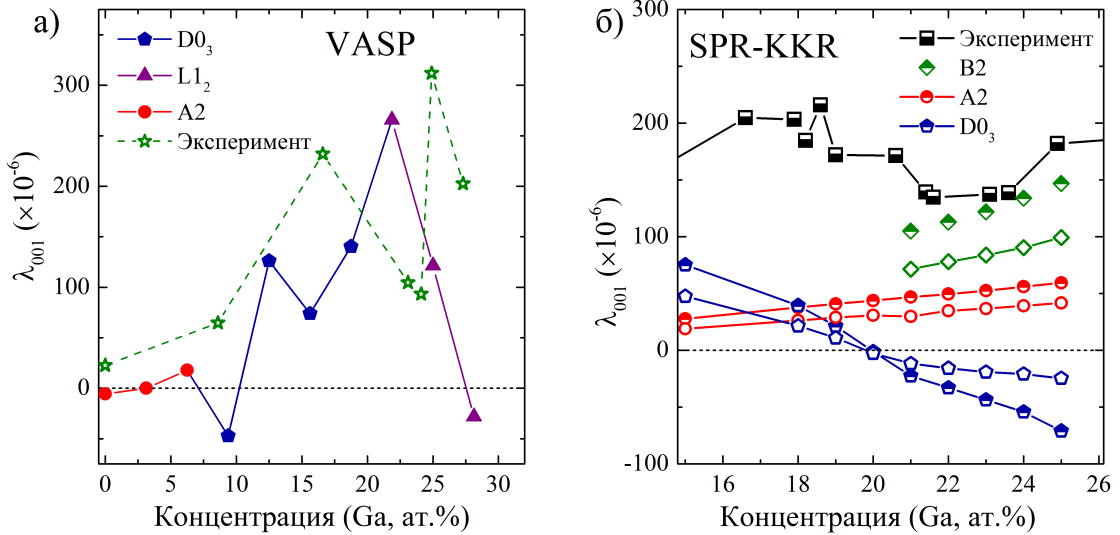 а)
VASP
D0₃
L1₂
A2
Эксперимент
λ₀₀₁ (×10⁻⁶)
300
200
100
0
0 5 10 15 20 25 30
Концентрация (Ga, ат.%)
б)
SPR-KKR
Эксперимент
B2
A2
D0₃
λ₀₀₁ (×10⁻⁶)
300
200
100
0
-100
16 18 20 22 24 26
Концентрация (Ga, ат.%)